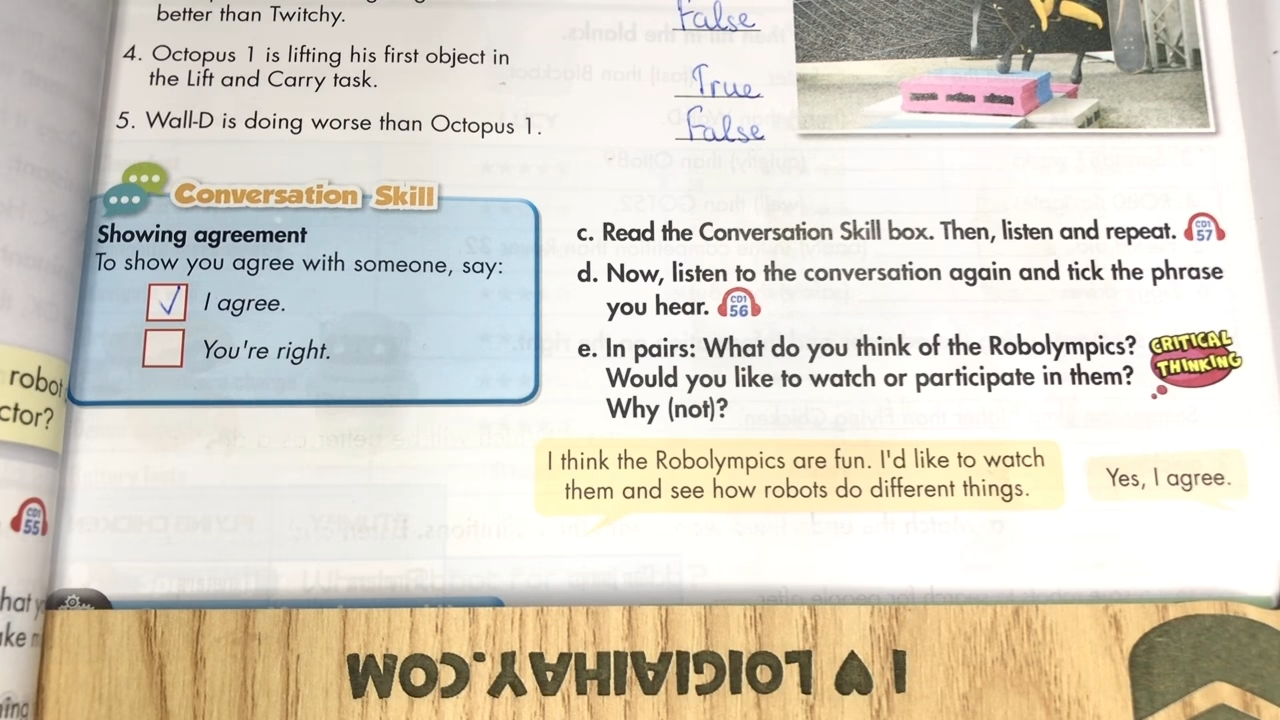 better than Twitchy.
False
4. Octopus 1 is lifting his first object in
the Lift and Carry task.
True
5. Wall-D is doing worse than Octopus 1.
False
Conversation Skill
Showing agreement
To show you agree with someone, say:
✓ I agree.
You're right.
c. Read the Conversation Skill box. Then, listen and repeat. CD1 57
d. Now, listen to the conversation again and tick the phrase
you hear. CD1 56
e. In pairs: What do you think of the Robolympics?
Would you like to watch or participate in them?
Why (not)?
CRITICAL
THINKING
I think the Robolympics are fun. I'd like to watch
them and see how robots do different things.
Yes, I agree.
robot
ctor?
CD1
55
I ♥ LOIGIAIHAY.COM